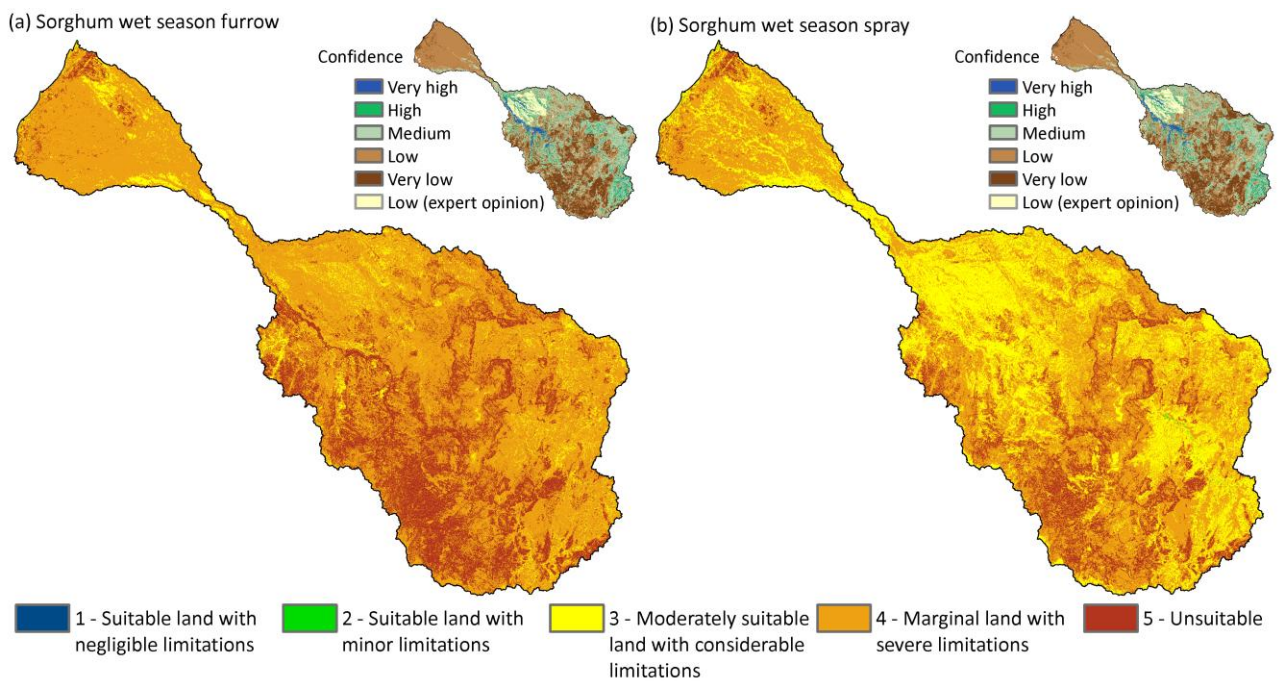 (a) Sorghum wet season furrow
Confidence
Very high
High
Medium
Low
Very low
Low (expert opinion)
(b) Sorghum wet season spray
Confidence
Very high
High
Medium
Low
Very low
Low (expert opinion)
1 - Suitable land with
negligible limitations
2 - Suitable land with
minor limitations
3 - Moderately suitable
land with considerable
limitations
4 - Marginal land with
severe limitations
5 - Unsuitable